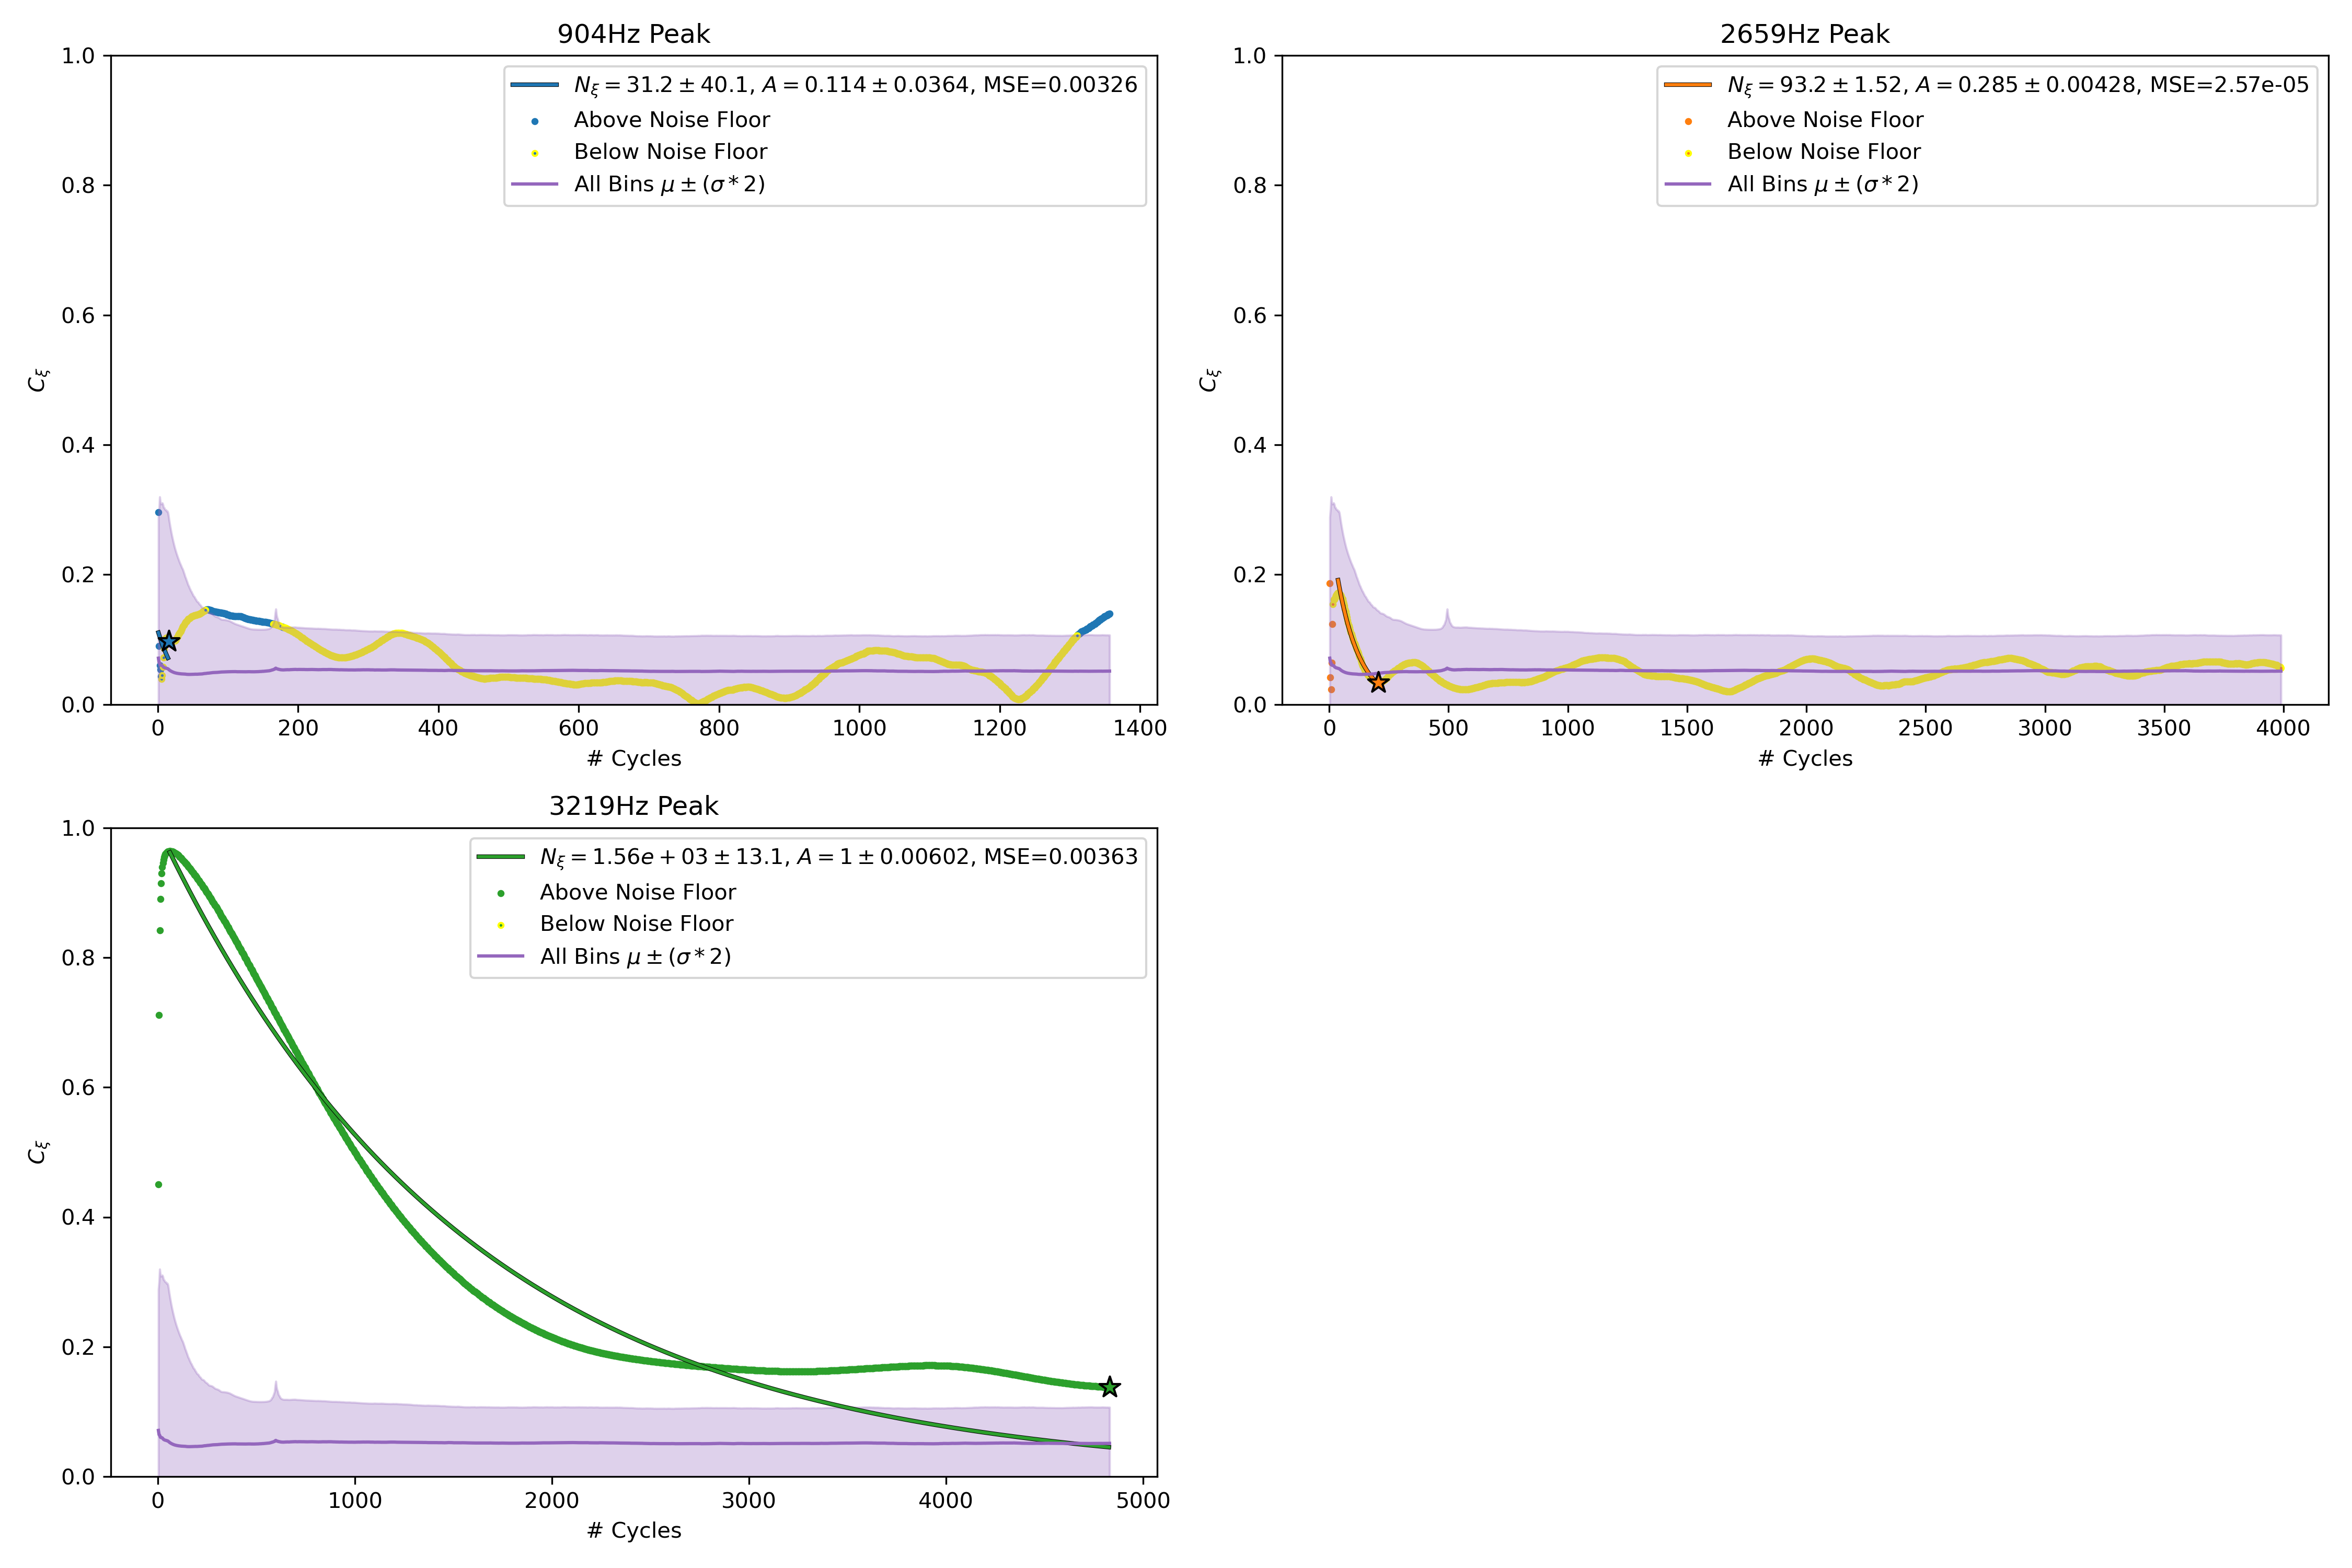 904Hz Peak
1.0
0.8
0.6
0.4
0.2
0.0
C_ξ
N_ξ = 31.2 ± 40.1, A = 0.114 ± 0.0364, MSE=0.00326
Above Noise Floor
Below Noise Floor
All Bins μ ± (σ * 2)
0 200 400 600 800 1000 1200 1400
# Cycles
2659Hz Peak
1.0
0.8
0.6
0.4
0.2
0.0
C_ξ
N_ξ = 93.2 ± 1.52, A = 0.285 ± 0.00428, MSE=2.57e-05
Above Noise Floor
Below Noise Floor
All Bins μ ± (σ * 2)
0 500 1000 1500 2000 2500 3000 3500 4000
# Cycles
3219Hz Peak
1.0
0.8
0.6
0.4
0.2
0.0
C_ξ
N_ξ = 1.56e + 03 ± 13.1, A = 1 ± 0.00602, MSE=0.00363
Above Noise Floor
Below Noise Floor
All Bins μ ± (σ * 2)
0 1000 2000 3000 4000 5000
# Cycles